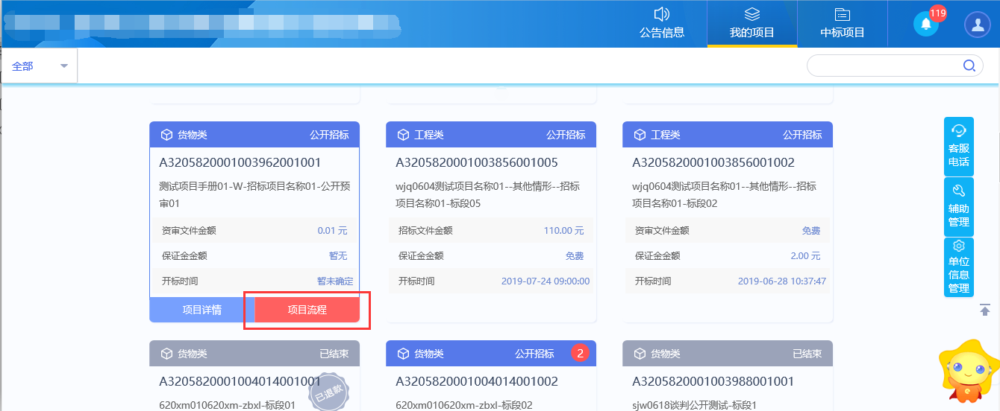 公告信息
我的项目
中标项目
119
全部
货物类 公开招标
A3205820001003962001001
测试项目手册01-W-招标项目名称01-公开预
审01
资审文件金额 0.01 元
保证金金额 暂无
开标时间 暂未确定
项目详情 项目流程
工程类 公开招标
A3205820001003856001005
wjq0604测试项目名称01--其他情形--招标
项目名称01-标段05
招标文件金额 110.00 元
保证金金额 免费
开标时间 2019-07-24 09:00:00
工程类 公开招标
A3205820001003856001002
wjq0604测试项目名称01--其他情形--招标
项目名称01-标段02
资审文件金额 免费
保证金金额 2.00 元
开标时间 2019-06-28 10:37:47
货物类 已结束
A3205820001004014001001
已退款
620xm010620xm-zbxl-标段01
货物类 公开招标 2
A3205820001004014001002
620xm010620xm-zbxl-标段02
货物类 已结束
A3205820001003988001001
sjw0618谈判公开测试-标段1
客服
电话
辅助
管理
单位
信息
管理